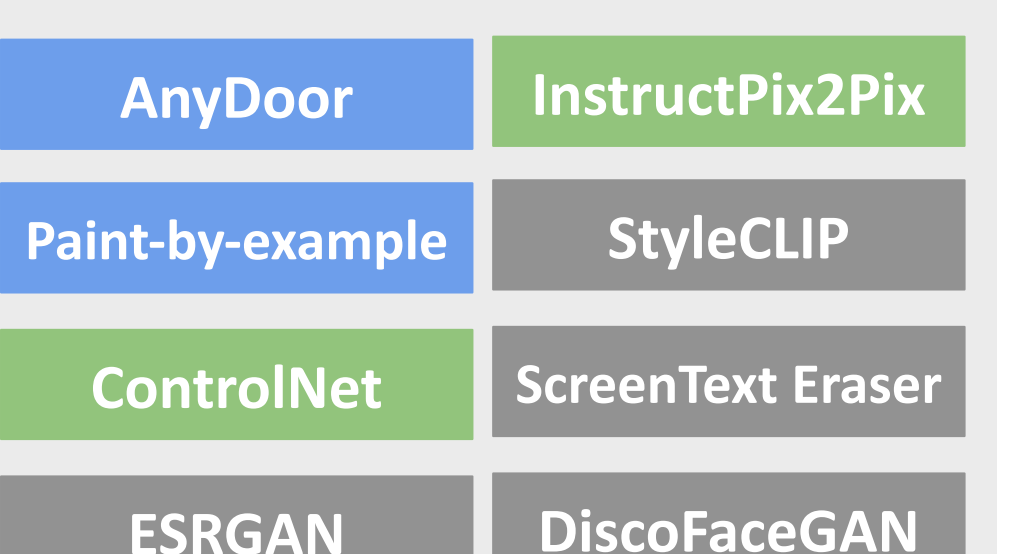 AnyDoor
InstructPix2Pix
Paint-by-example
StyleCLIP
ControlNet
ScreenText Eraser
ESRGAN
DiscoFaceGAN